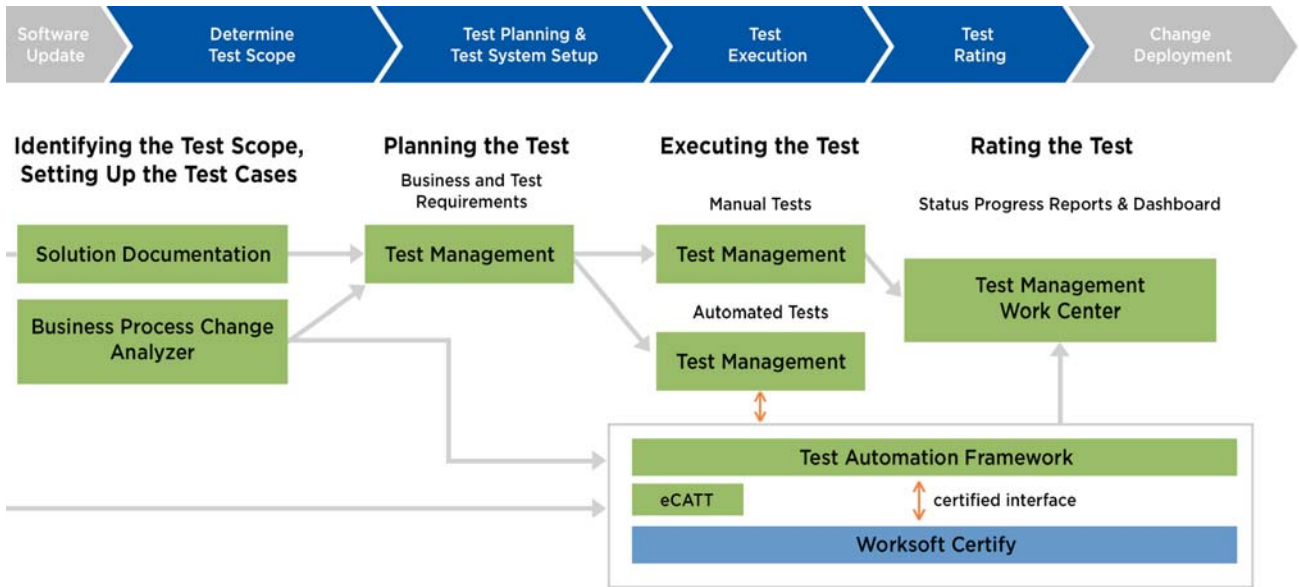 Software
Update
Determine
Test Scope
Test Planning &
Test System Setup
Test
Execution
Test
Rating
Change
Deployment
Identifying the Test Scope,
Setting Up the Test Cases
Planning the Test
Executing the Test
Rating the Test
Business and Test
Requirements
Manual Tests
Status Progress Reports & Dashboard
Solution Documentation
Test Management
Test Management
Test Management
Work Center
Business Process Change
Analyzer
Automated Tests
Test Management
Test Automation Framework
eCATT
certified interface
Worksoft Certify